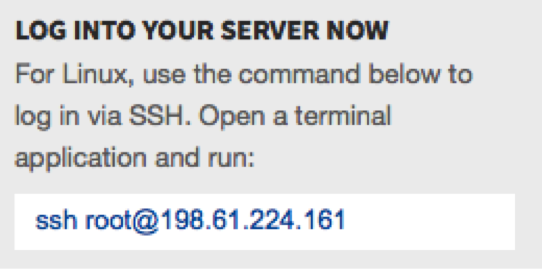 LOG INTO YOUR SERVER NOW
For Linux, use the command below to
log in via SSH. Open a terminal
application and run:
ssh root@198.61.224.161